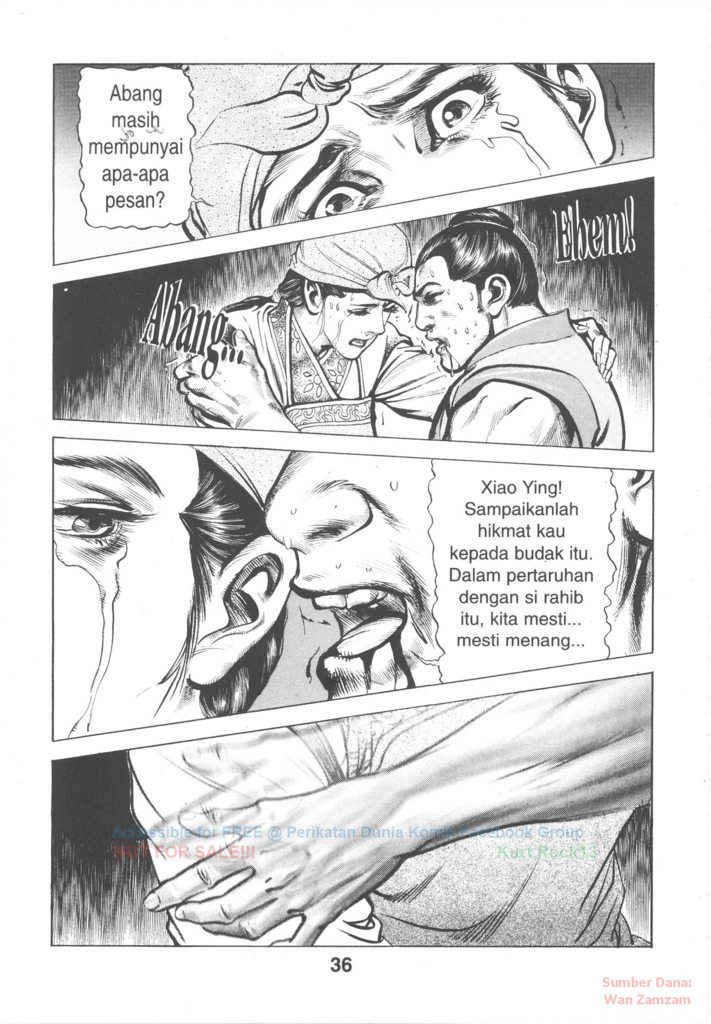 Abang
masih
mempunyai
apa-apa
pesan?
Ehem!
Abang...
Xiao Ying!
Sampaikanlah
hikmat kau
kepada budak itu.
Dalam pertaruhan
dengan si rahib
itu, kita mesti...
mesti menang...
Accessible for FREE @ Perikatan Dunia Komik Facebook Group
NOT FOR SALE!!!
Kurt Rock13
36
Sumber Dana:
Wan Zamzam